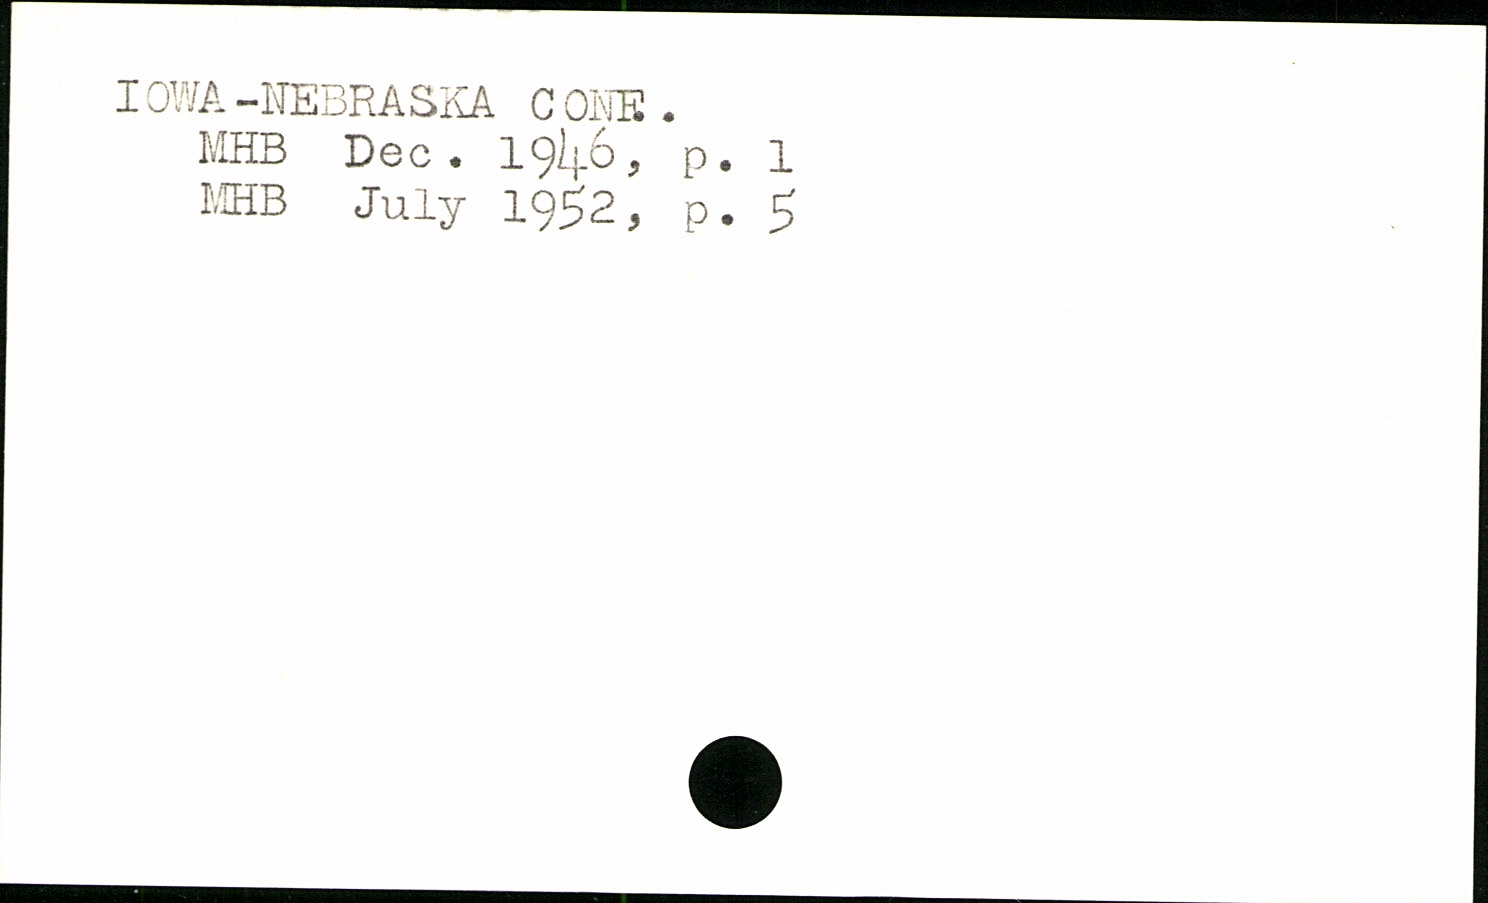 IOWA-NEBRASKA CONF.
MHB Dec. 1946, p. 1
MHB July 1952, p. 5